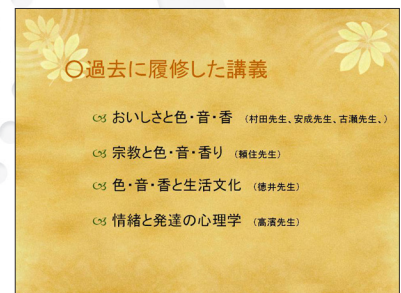 〇過去に履修した講義
おいしさと色・音・香 (村田先生、安成先生、古瀬先生、)
宗教と色・音・香り (頼住先生)
色・音・香と生活文化 (徳井先生)
情緒と発達の心理学 (高濱先生)